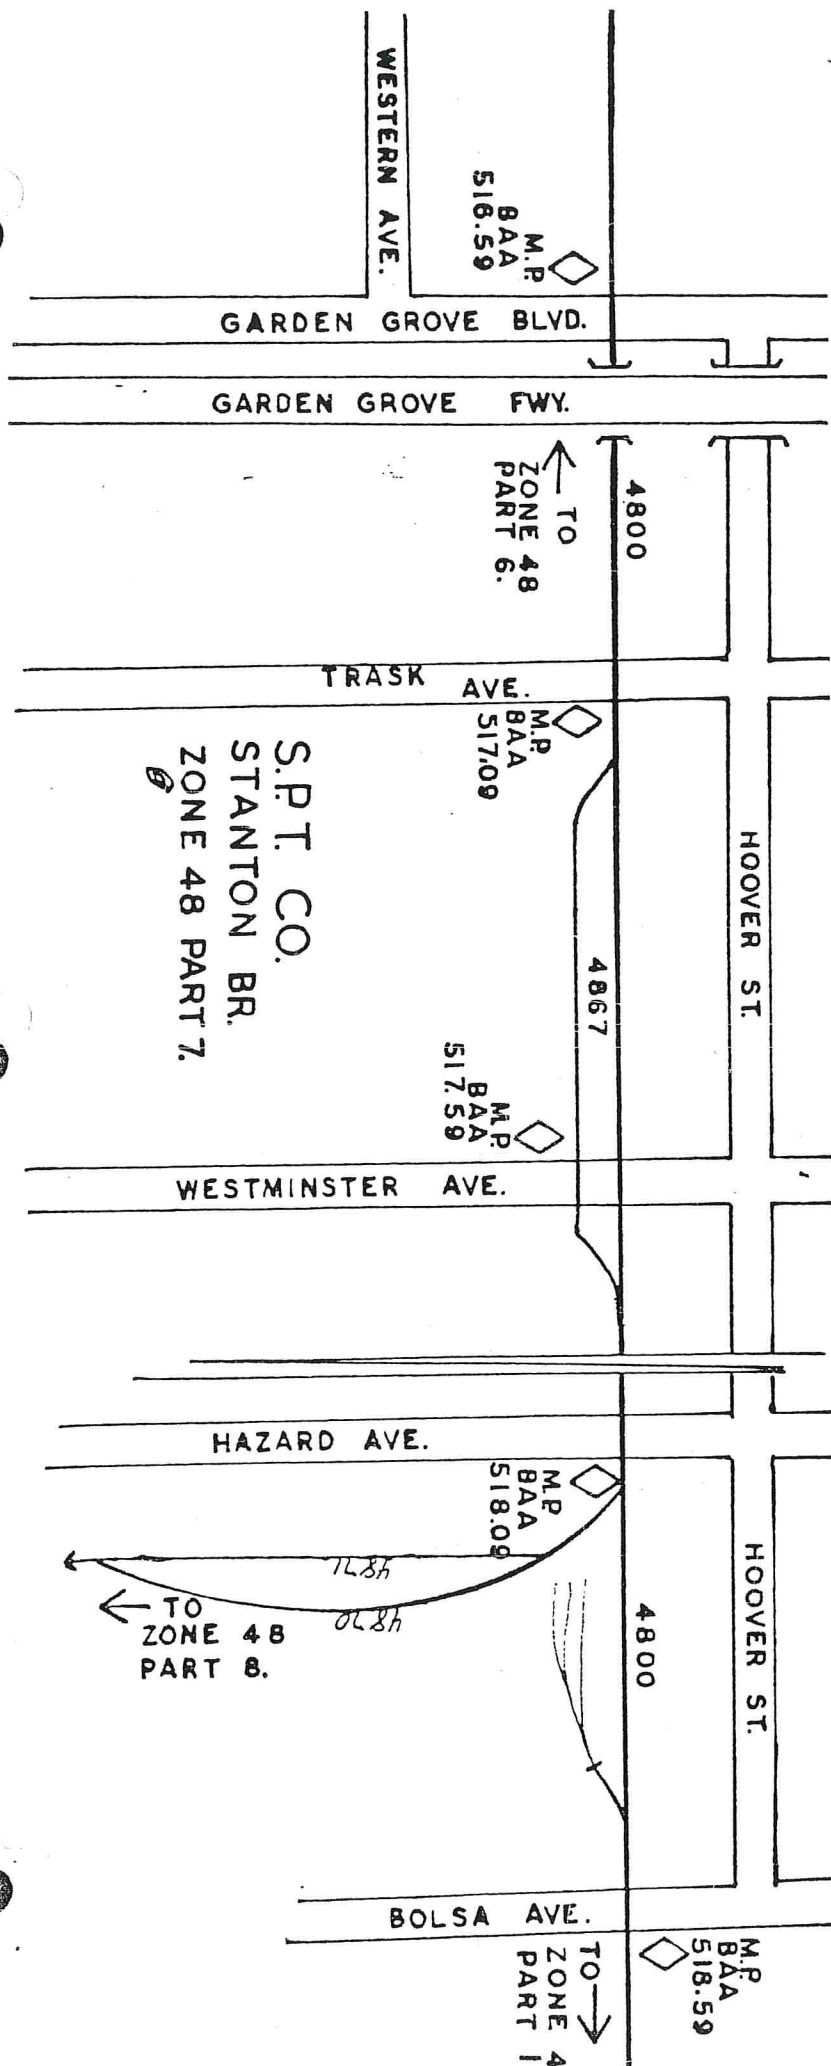 WESTERN AVE.
M.P.
BAA
516.59
GARDEN GROVE BLVD.
GARDEN GROVE FWY.
TO
ZONE 48
PART 6.
4800
TRASK AVE.
M.P.
BAA
517.09
S.P.T. CO.
STANTON BR.
ZONE 48 PART 7.
HOOVER ST.
4867
M.P.
BAA
517.59
WESTMINSTER AVE.
HAZARD AVE.
M.P.
BAA
518.09
4871
4870
TO
ZONE 48
PART 8.
4800
HOOVER ST.
BOLSA AVE.
M.P.
BAA
518.59
TO
ZONE 4
PART 1